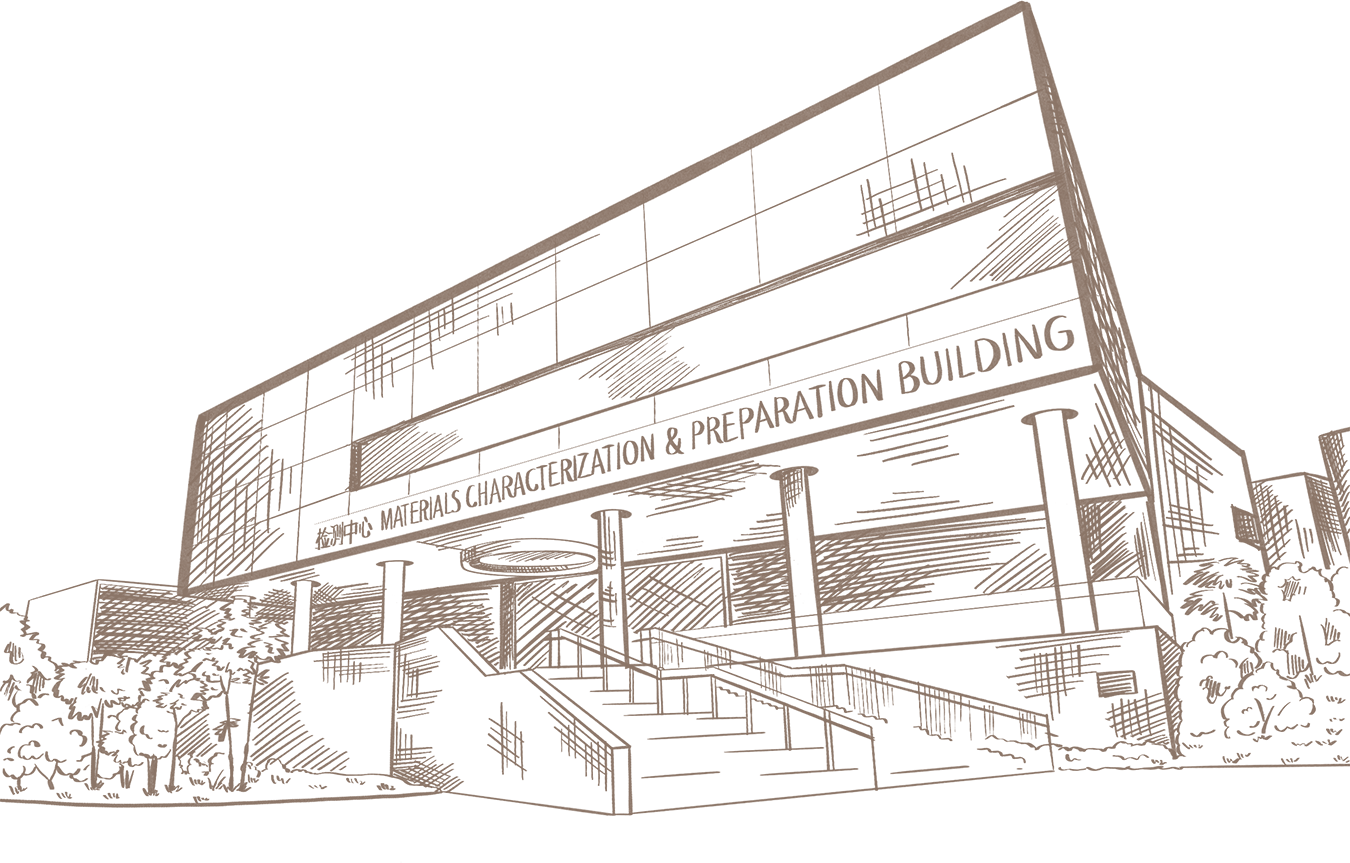 检测中心 MATERIALS CHARACTERIZATION & PREPARATION BUILDING